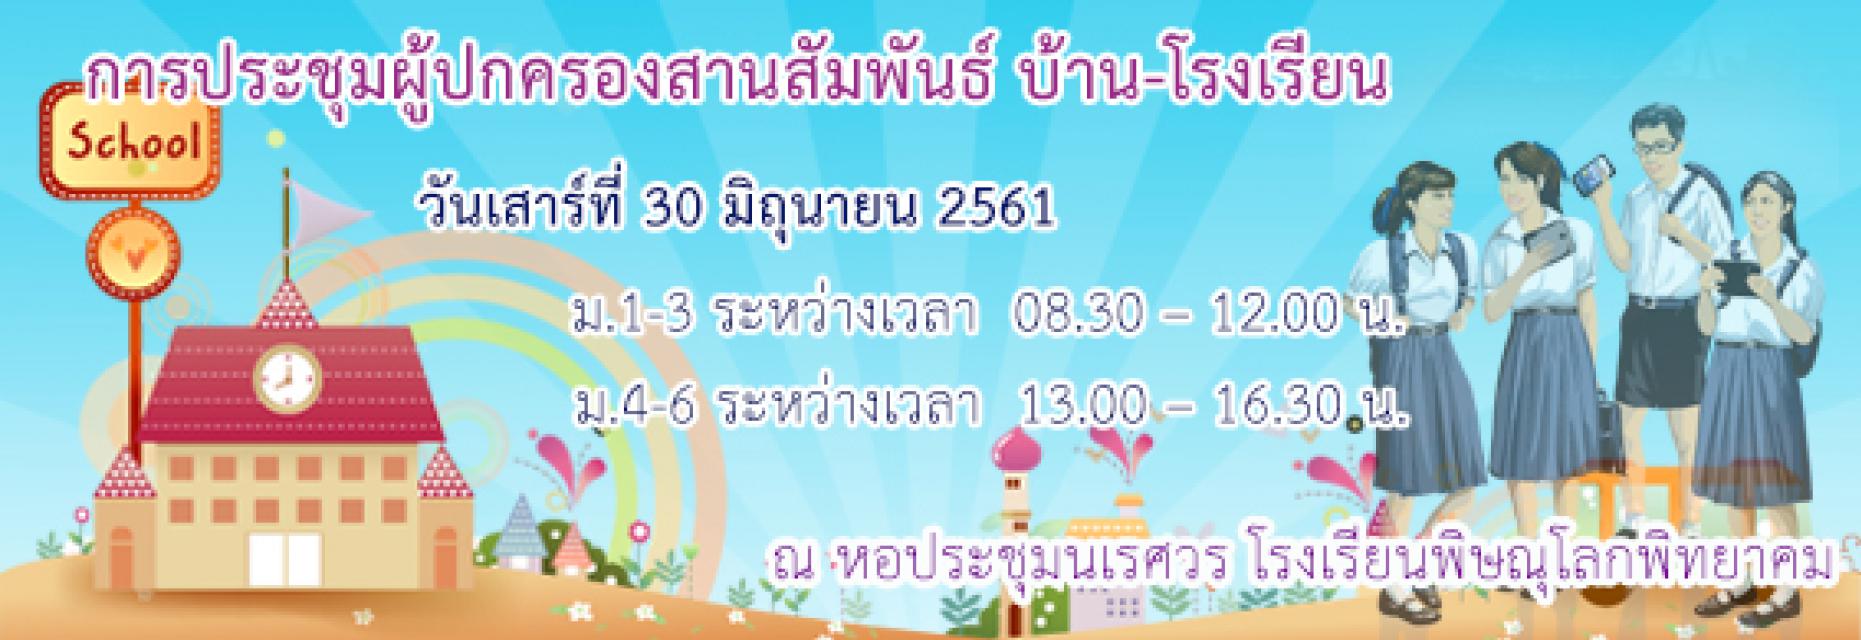 การประชุมผู้ปกครองสานสัมพันธ์ บ้าน-โรงเรียน
School
วันเสาร์ที่ 30 มิถุนายน 2561
ม.1-3 ระหว่างเวลา 08.30 – 12.00 น.
ม.4-6 ระหว่างเวลา 13.00 – 16.30 น.
ณ หอประชุมนเรศวร โรงเรียนพิษณุโลกพิทยาคม